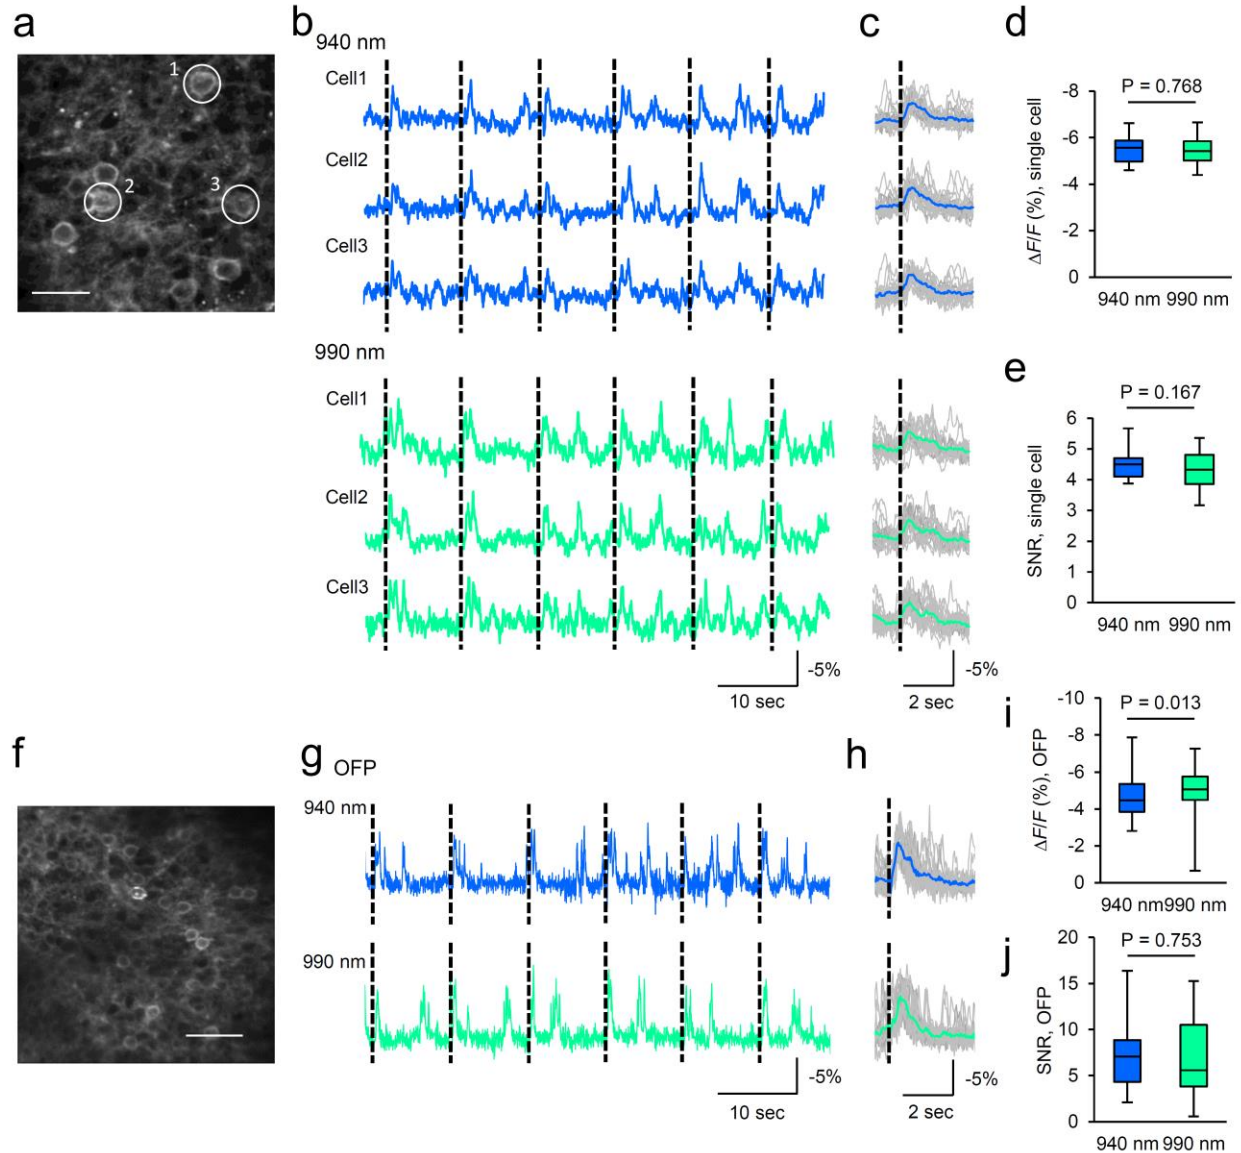 a
1
2
3
b
940 nm
Cell1
Cell2
Cell3
990 nm
Cell1
Cell2
Cell3
-5%
10 sec
c
-5%
2 sec
d
P = 0.768
-8
-6
-4
-2
0
ΔF/F (%), single cell
940 nm 990 nm
e
P = 0.167
6
5
4
3
2
1
0
SNR, single cell
940 nm 990 nm
f
g OFP
940 nm
990 nm
-5%
10 sec
h
-5%
2 sec
i
-10
P = 0.013
-8
-6
-4
-2
0
ΔF/F (%), OFP
940 nm990 nm
j
20
P = 0.753
15
10
5
0
SNR, OFP
940 nm 990 nm